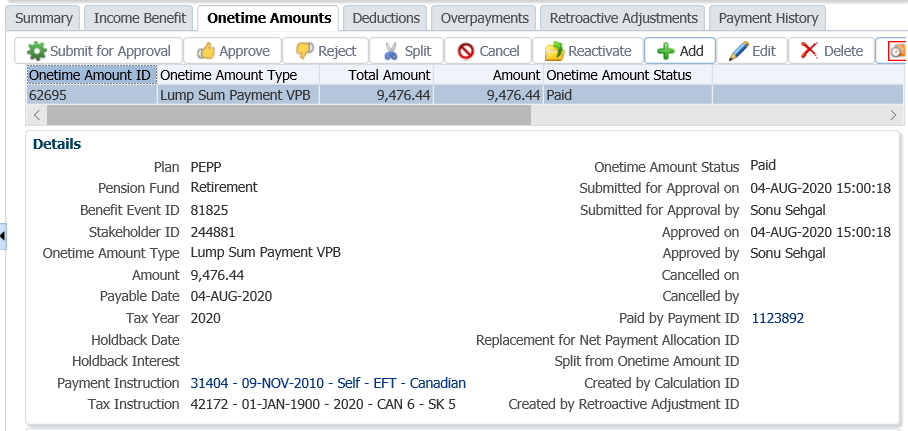 Summary Income Benefit Onetime Amounts Deductions Overpayments Retroactive Adjustments Payment History
Submit for Approval Approve Reject Split Cancel Reactivate Add Edit Delete
Onetime Amount ID Onetime Amount Type Total Amount Amount Onetime Amount Status
62695 Lump Sum Payment VPB 9,476.44 9,476.44 Paid
Details
Plan PEPP Onetime Amount Status Paid
Pension Fund Retirement Submitted for Approval on 04-AUG-2020 15:00:18
Benefit Event ID 81825 Submitted for Approval by Sonu Sehgal
Stakeholder ID 244881 Approved on 04-AUG-2020 15:00:18
Onetime Amount Type Lump Sum Payment VPB Approved by Sonu Sehgal
Amount 9,476.44 Cancelled on
Payable Date 04-AUG-2020 Cancelled by
Tax Year 2020 Paid by Payment ID 1123892
Holdback Date Replacement for Net Payment Allocation ID
Holdback Interest Split from Onetime Amount ID
Payment Instruction 31404 - 09-NOV-2010 - Self - EFT - Canadian Created by Calculation ID
Tax Instruction 42172 - 01-JAN-1900 - 2020 - CAN 6 - SK 5 Created by Retroactive Adjustment ID